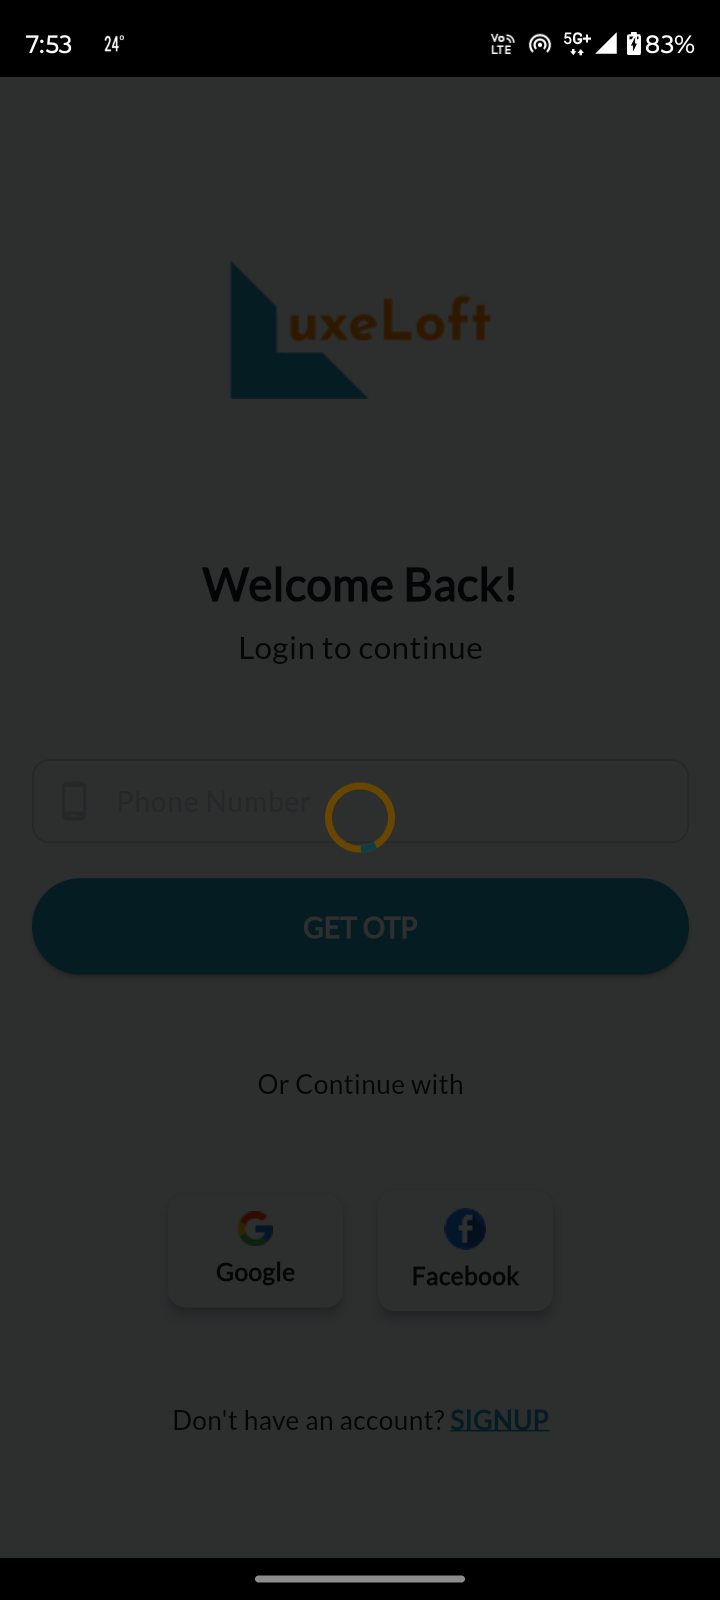 7:53 24° Vo LTE 5G+ 83%
LuxeLoft
Welcome Back!
Login to continue
Phone Number
GET OTP
Or Continue with
Google
Facebook
Don't have an account? SIGNUP